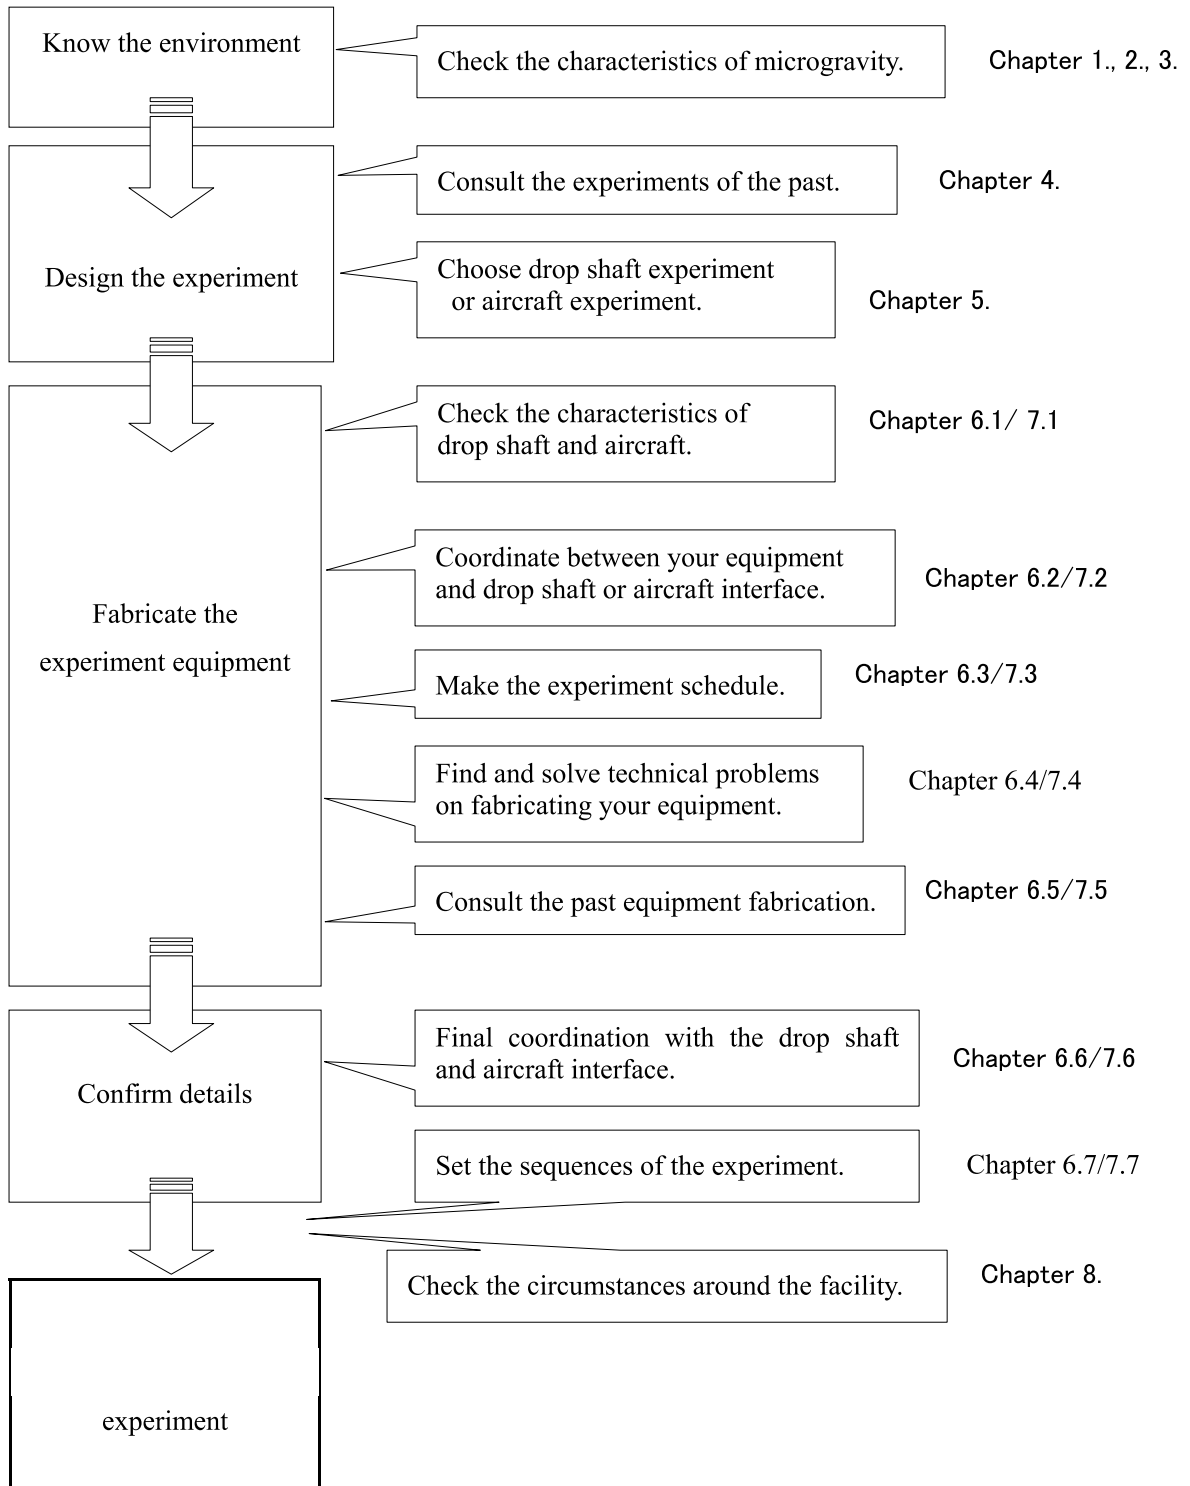 Know the environment
Check the characteristics of microgravity.
Chapter 1., 2., 3.
Consult the experiments of the past.
Chapter 4.
Design the experiment
Choose drop shaft experiment
or aircraft experiment.
Chapter 5.
Check the characteristics of
drop shaft and aircraft.
Chapter 6.1/ 7.1
Coordinate between your equipment
and drop shaft or aircraft interface.
Chapter 6.2/7.2
Fabricate the
experiment equipment
Make the experiment schedule.
Chapter 6.3/7.3
Find and solve technical problems
on fabricating your equipment.
Chapter 6.4/7.4
Consult the past equipment fabrication.
Chapter 6.5/7.5
Final coordination with the drop shaft
and aircraft interface.
Chapter 6.6/7.6
Confirm details
Set the sequences of the experiment.
Chapter 6.7/7.7
Check the circumstances around the facility.
Chapter 8.
experiment